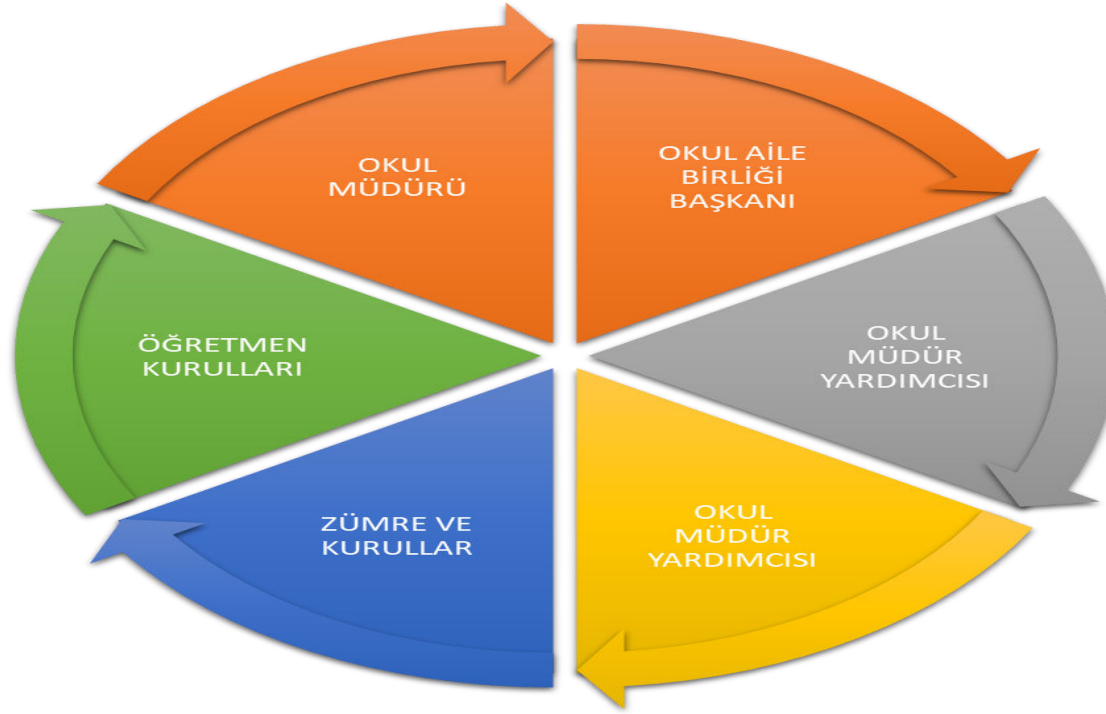 OKUL
MÜDÜRÜ
OKUL AİLE
BİRLİĞİ
BAŞKANI
OKUL
MÜDÜR
YARDIMCISI
OKUL
MÜDÜR
YARDIMCISI
ZÜMRE VE
KURULLAR
ÖĞRETMEN
KURULLARI